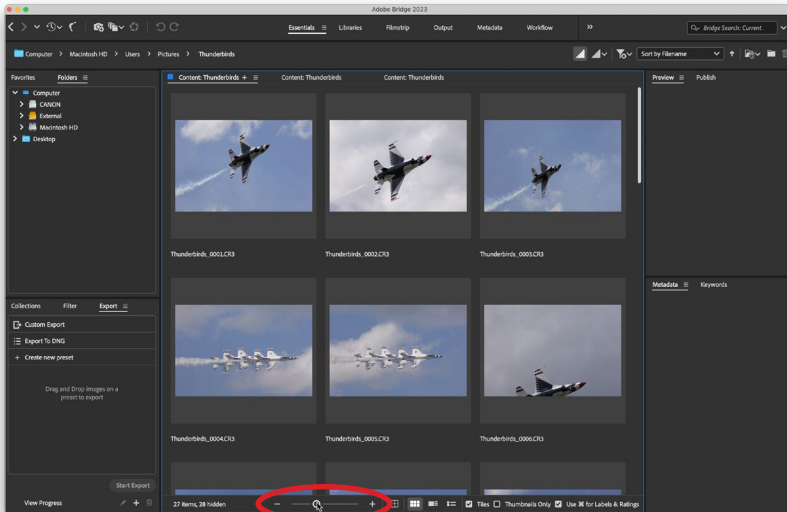 Adobe Bridge 2023
Essentials Libraries Filmstrip Output Metadata Workflow >>
Bridge Search: Current...
Computer > Macintosh HD > Users > Pictures > Thunderbirds
Sort by Filename
Favorites Folders
Computer
CANON
External
Macintosh HD
Desktop
Collections Filter Export
Custom Export
Export To DNG
+ Create new preset
Drag and Drop images on a
preset to export
Start Export
View Progress
Content: Thunderbirds + Content: Thunderbirds Content: Thunderbirds
Thunderbirds_0001.CR3 Thunderbirds_0002.CR3 Thunderbirds_0003.CR3
Thunderbirds_0004.CR3 Thunderbirds_0005.CR3 Thunderbirds_0006.CR3
27 items, 28 hidden
Tiles Thumbnails Only Use ⌘ for Labels & Ratings
Preview Publish
Metadata Keywords